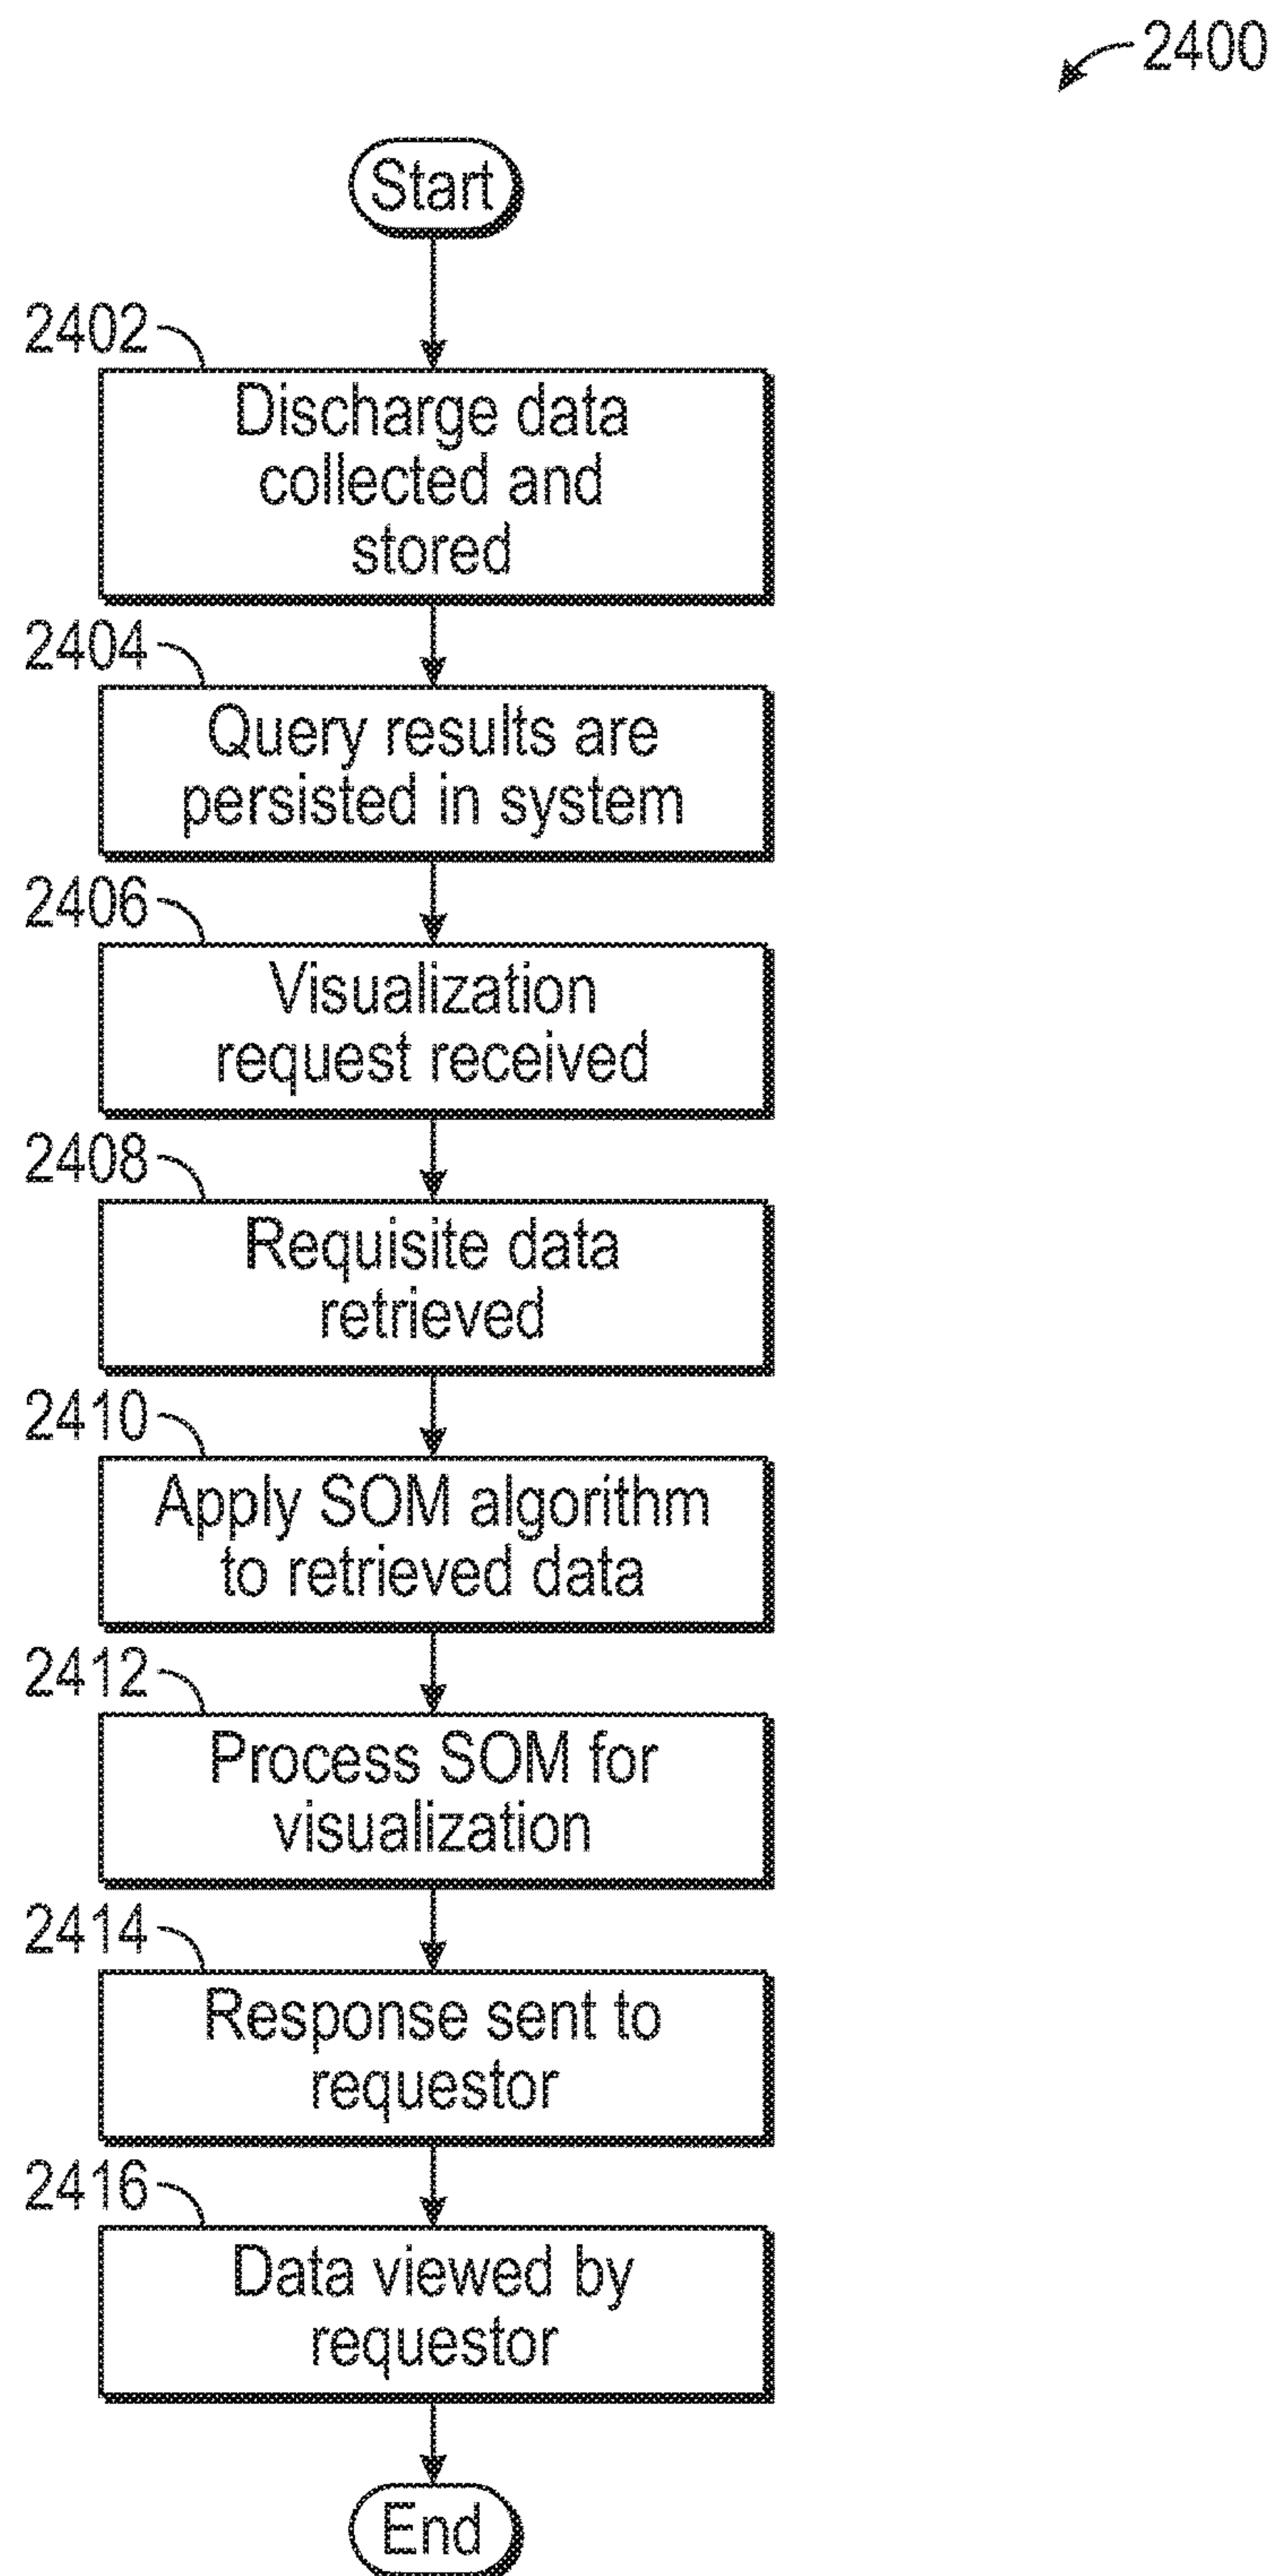 2400
Start
2402
Discharge data
collected and
stored
2404
Query results are
persisted in system
2406
Visualization
request received
2408
Requisite data
retrieved
2410
Apply SOM algorithm
to retrieved data
2412
Process SOM for
visualization
2414
Response sent to
requestor
2416
Data viewed by
requestor
End